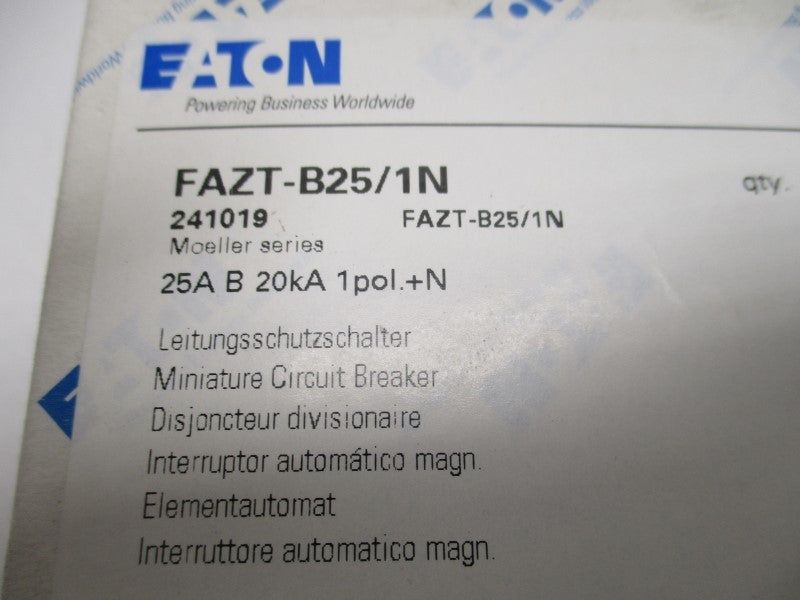 EATON
Powering Business Worldwide
FAZT-B25/1N
qty.
241019 FAZT-B25/1N
Moeller series
25A B 20kA 1pol.+N
Leitungsschutzschalter
Miniature Circuit Breaker
Disjoncteur divisionaire
Interruptor automático magn.
Elementautomat
Interruttore automatico magn.